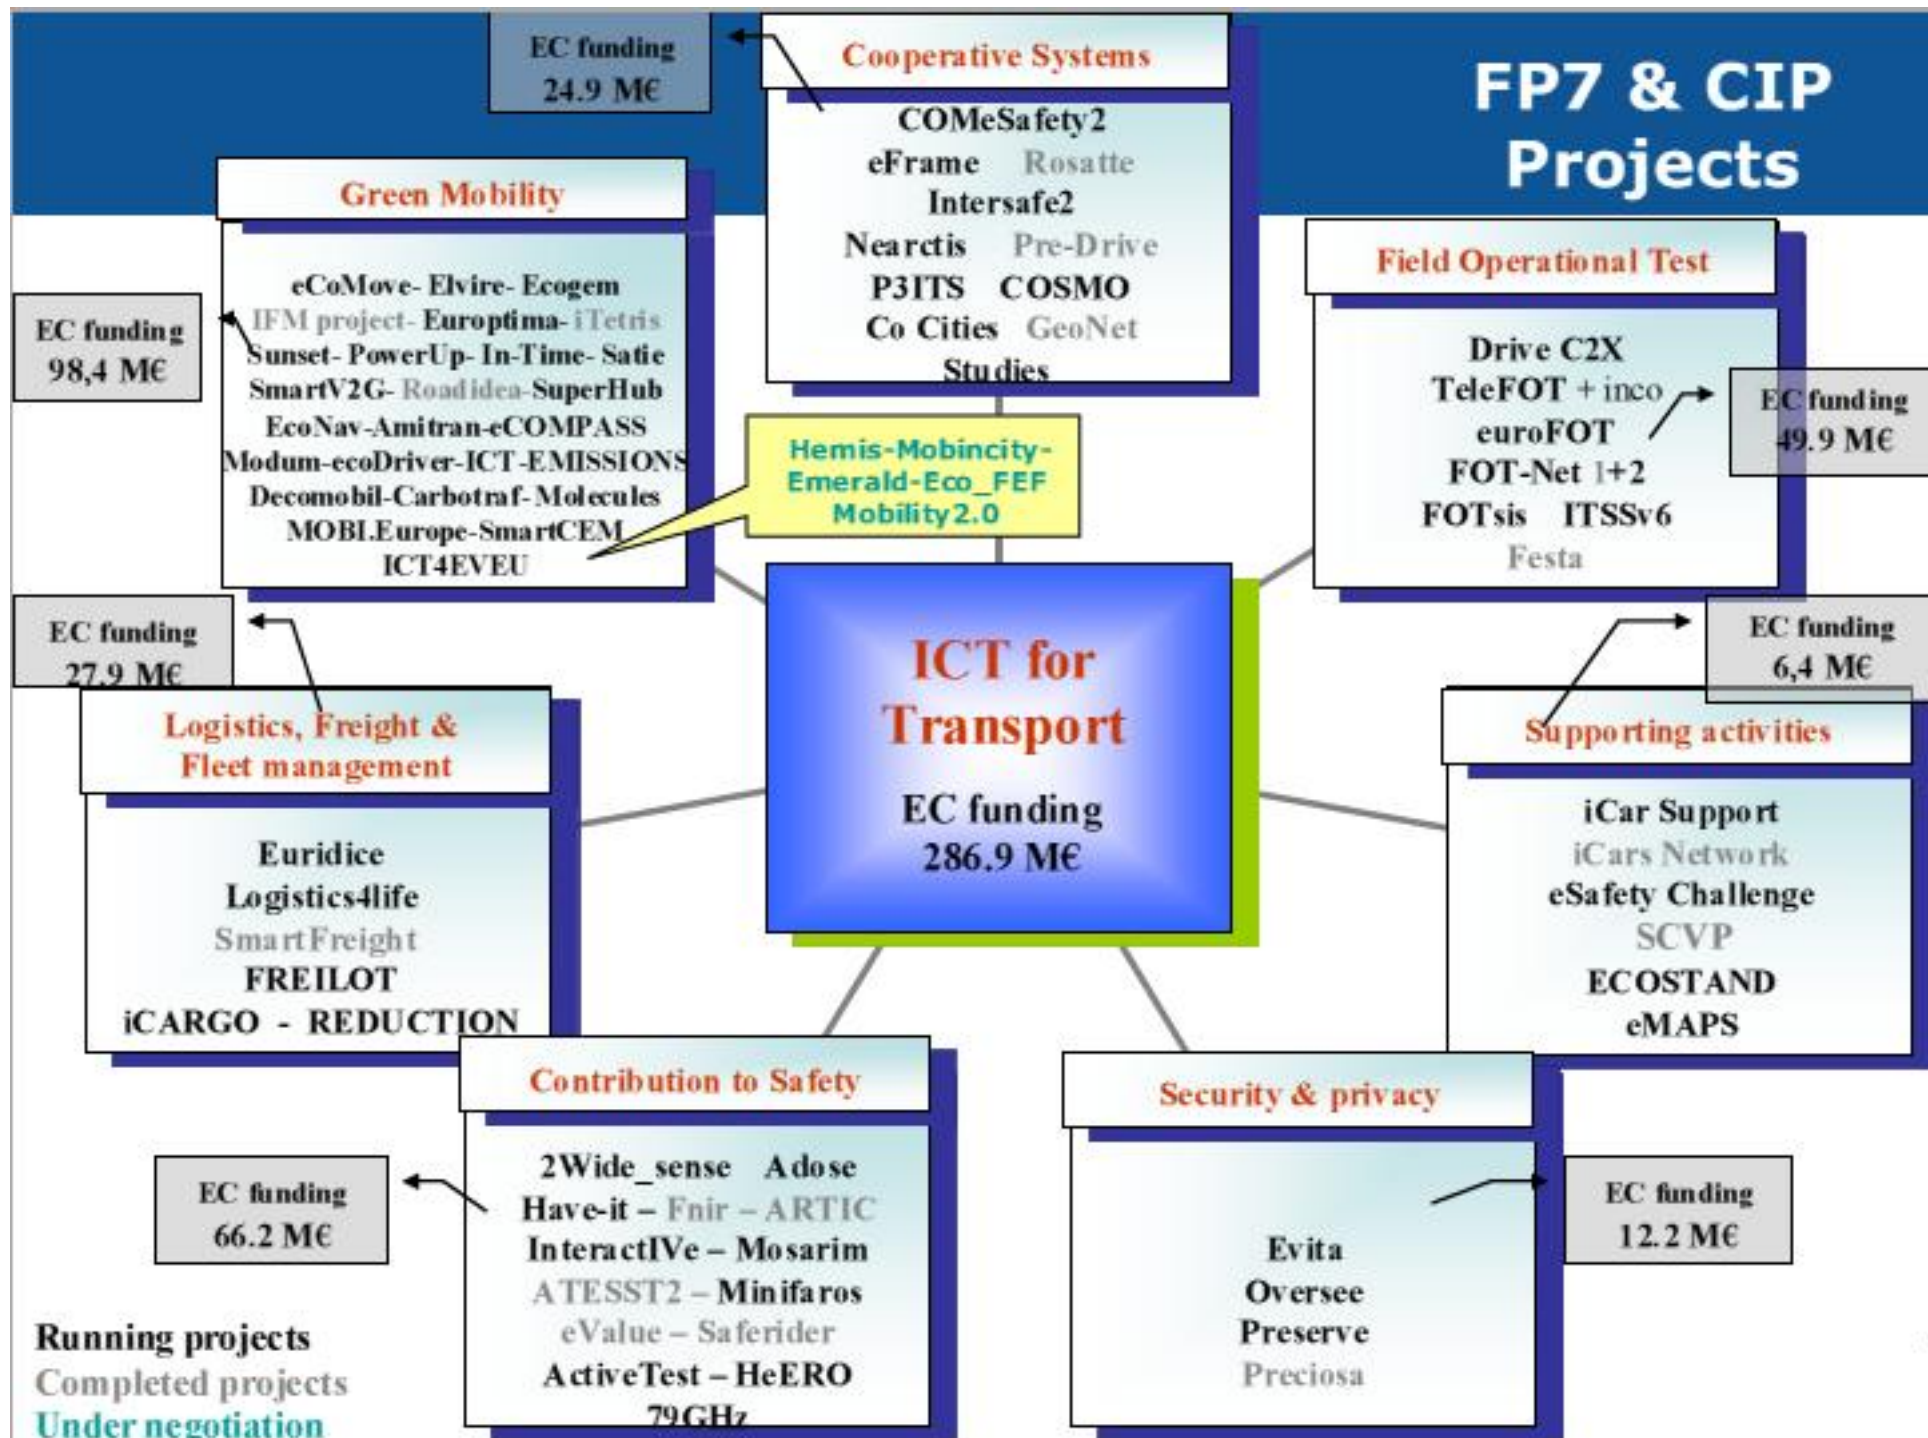 FP7 & CIP
Projects
EC funding
24.9 M€
Cooperative Systems
COMeSafety2
eFrame Rosatte
Intersafe2
Nearctis Pre-Drive
P3ITS COSMO
Co Cities GeoNet
Studies
Green Mobility
eCoMove- Elvire- Ecogem
IFM project- Europtima- iTetris
Sunset- PowerUp- In-Time- Satie
SmartV2G- Roadidea-SuperHub
EcoNav-Amitran-eCOMPASS
Modum-ecoDriver-ICT-EMISSIONS
Decomobil-Carbotraf-Molecules
MOBI.Europe-SmartCEM
ICT4EVEU
EC funding
98,4 M€
Hemis-Mobincity-
Emerald-Eco_FEF
Mobility2.0
Field Operational Test
Drive C2X
TeleFOT + inco
euroFOT
FOT-Net 1+2
FOTsis ITSSv6
Festa
EC funding
49.9 M€
EC funding
27.9 M€
Logistics, Freight &
Fleet management
Euridice
Logistics4life
SmartFreight
FREILOT
iCARGO - REDUCTION
ICT for
Transport
EC funding
286.9 M€
EC funding
6,4 M€
Supporting activities
iCar Support
iCars Network
eSafety Challenge
SCVP
ECOSTAND
eMAPS
Contribution to Safety
2Wide_sense Adose
Have-it – Fnir – ARTIC
InteractIVe – Mosarim
ATESST2 – Minifaros
eValue – Saferider
ActiveTest – HeERO
79GHz
EC funding
66.2 M€
Security & privacy
Evita
Oversee
Preserve
Preciosa
EC funding
12.2 M€
Running projects
Completed projects
Under negotiation